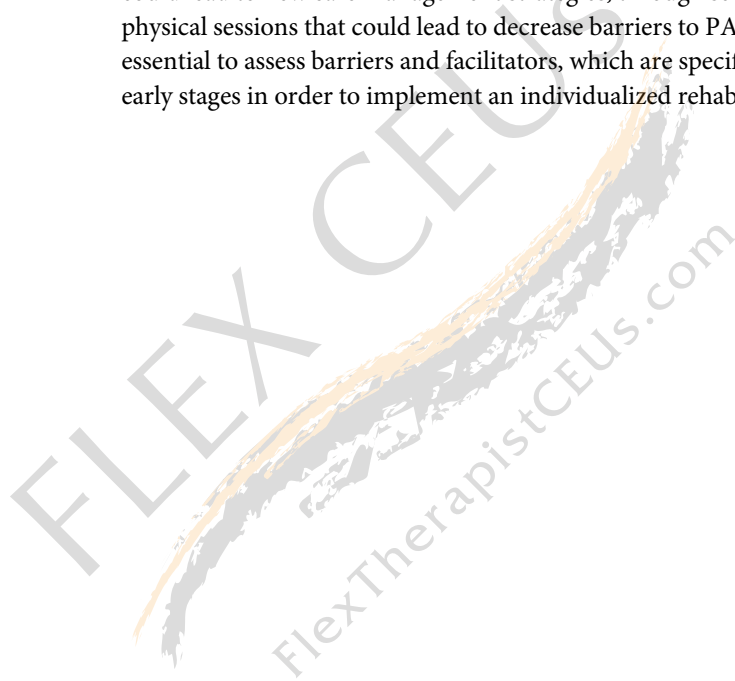 physical sessions that could lead to decrease barriers to PA
essential to assess barriers and facilitators, which are specif
early stages in order to implement an individualized rehab
FLEX CEUs
FlexTherapistCEUs.com